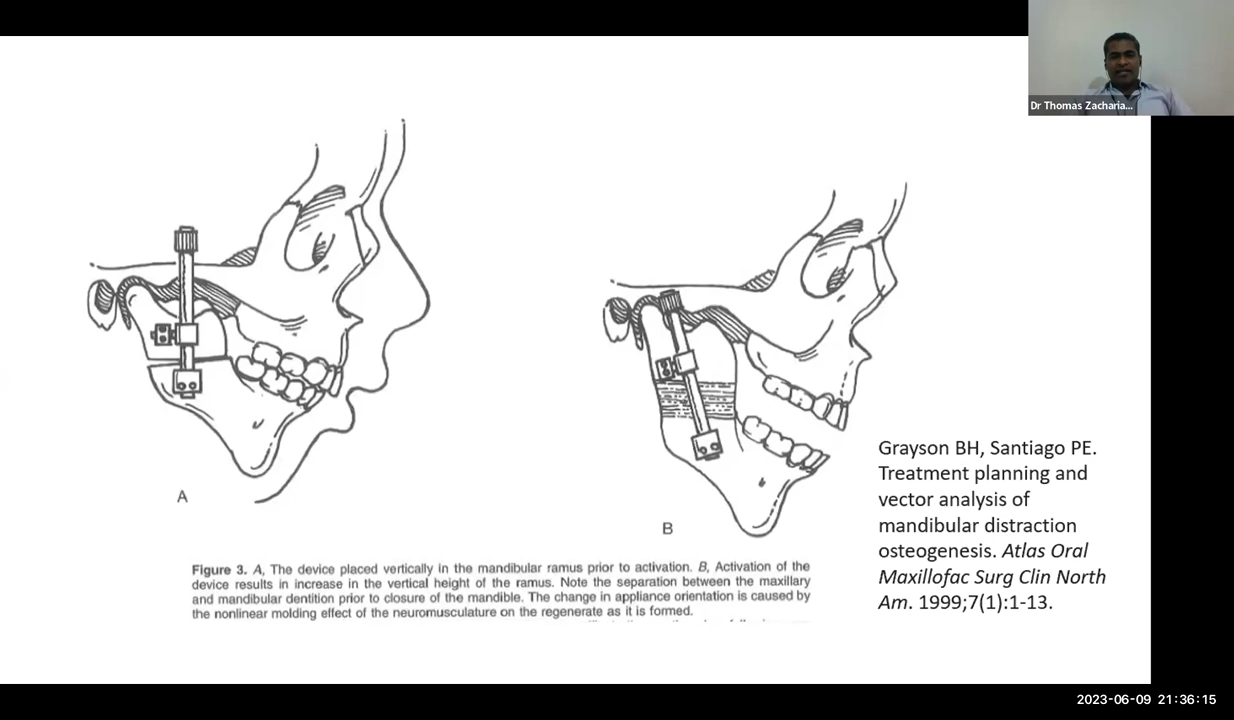 Dr Thomas Zacharia...
A
B
Grayson BH, Santiago PE.
Treatment planning and
vector analysis of
mandibular distraction
osteogenesis. Atlas Oral
Maxillofac Surg Clin North
Am. 1999;7(1):1-13.
Figure 3. A, The device placed vertically in the mandibular ramus prior to activation. B, Activation of the
device results in increase in the vertical height of the ramus. Note the separation between the maxillary
and mandibular dentition prior to closure of the mandible. The change in appliance orientation is caused by
the nonlinear molding effect of the neuromusculature on the regenerate as it is formed.
2023-06-09 21:36:15